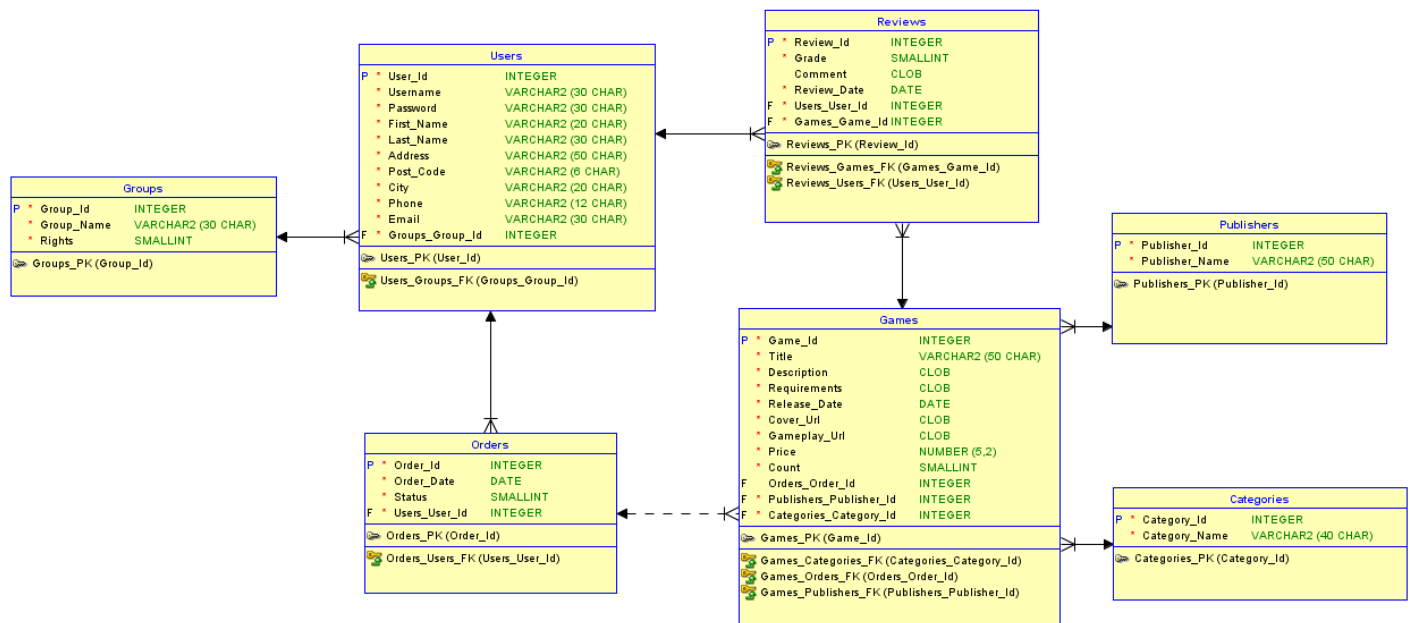 Reviews
P * Review_Id INTEGER
* Grade SMALLINT
Comment CLOB
* Review_Date DATE
F * Users_User_Id INTEGER
F * Games_Game_Id INTEGER
Reviews_PK (Review_Id)
Reviews_Games_FK (Games_Game_Id)
Reviews_Users_FK (Users_User_Id)
Users
P * User_Id INTEGER
* Username VARCHAR2 (30 CHAR)
* Password VARCHAR2 (30 CHAR)
* First_Name VARCHAR2 (20 CHAR)
* Last_Name VARCHAR2 (30 CHAR)
* Address VARCHAR2 (50 CHAR)
* Post_Code VARCHAR2 (6 CHAR)
* City VARCHAR2 (20 CHAR)
* Phone VARCHAR2 (12 CHAR)
* Email VARCHAR2 (30 CHAR)
F * Groups_Group_Id INTEGER
Users_PK (User_Id)
Users_Groups_FK (Groups_Group_Id)
Groups
P * Group_Id INTEGER
* Group_Name VARCHAR2 (30 CHAR)
* Rights SMALLINT
Groups_PK (Group_Id)
Publishers
P * Publisher_Id INTEGER
* Publisher_Name VARCHAR2 (50 CHAR)
Publishers_PK (Publisher_Id)
Games
P * Game_Id INTEGER
* Title VARCHAR2 (50 CHAR)
* Description CLOB
* Requirements CLOB
* Release_Date DATE
* Cover_Url CLOB
* Gameplay_Url CLOB
* Price NUMBER (5,2)
* Count SMALLINT
F Orders_Order_Id INTEGER
F * Publishers_Publisher_Id INTEGER
F * Categories_Category_Id INTEGER
Games_PK (Game_Id)
Games_Categories_FK (Categories_Category_Id)
Games_Orders_FK (Orders_Order_Id)
Games_Publishers_FK (Publishers_Publisher_Id)
Orders
P * Order_Id INTEGER
* Order_Date DATE
* Status SMALLINT
F * Users_User_Id INTEGER
Orders_PK (Order_Id)
Orders_Users_FK (Users_User_Id)
Categories
P * Category_Id INTEGER
* Category_Name VARCHAR2 (40 CHAR)
Categories_PK (Category_Id)